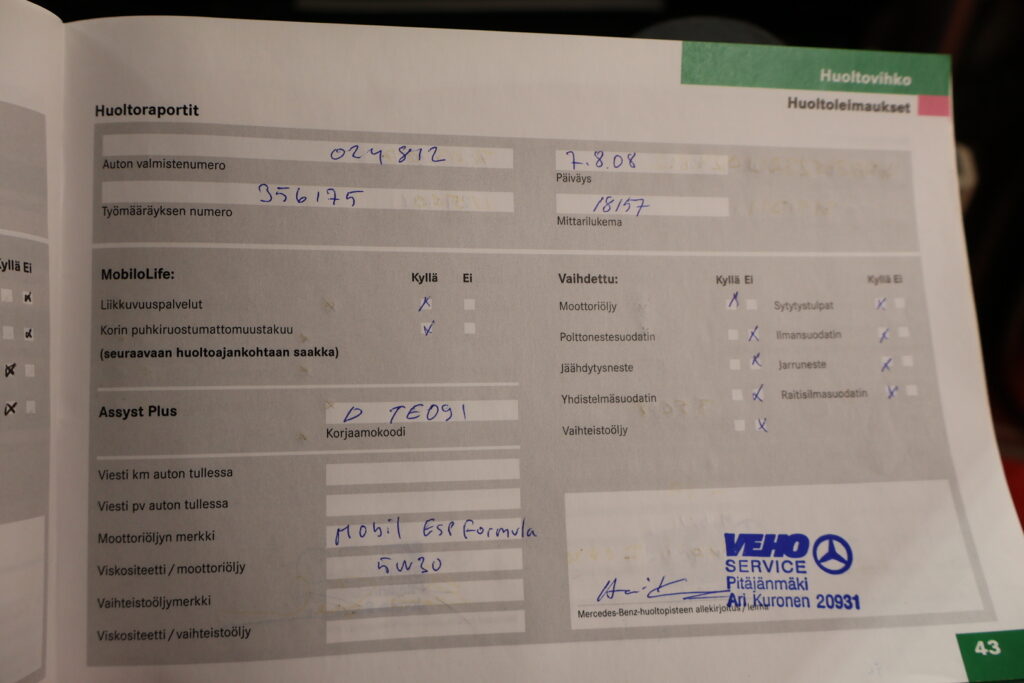 Huoltovihko
Huoltoleimaukset
Huoltoraportit
Auton valmistenumero 024812
Päiväys 7.8.08
Työmääräyksen numero 356175
Mittarilukema 18157
Kyllä Ei
MobiloLife: Kyllä Ei
Liikkuvuuspalvelut x
Korin puhkiruostumattomuustakuu x
(seuraavaan huoltoajankohtaan saakka)
Assyst Plus D TE091
Korjaamokoodi
Viesti km auton tullessa
Viesti pv auton tullessa
Moottoriöljyn merkki Mobil ESP Formula
Viskositeetti / moottoriöljy 5W30
Vaihteistoöljymerkki
Viskositeetti / vaihteistoöljy
Vaihdettu: Kyllä Ei Kyllä Ei
Moottoriöljy x Sytytystulpat x
Polttonestesuodatin x Ilmansuodatin x
Jäähdytysneste x Jarruneste x
Yhdistelmäsuodatin x Raitisilmasuodatin x
Vaihteistoöljy x
VEHO
SERVICE
Pitäjänmäki
Ari Kuronen 20931
Mercedes-Benz-huoltopisteen allekirjoitus / leima
43